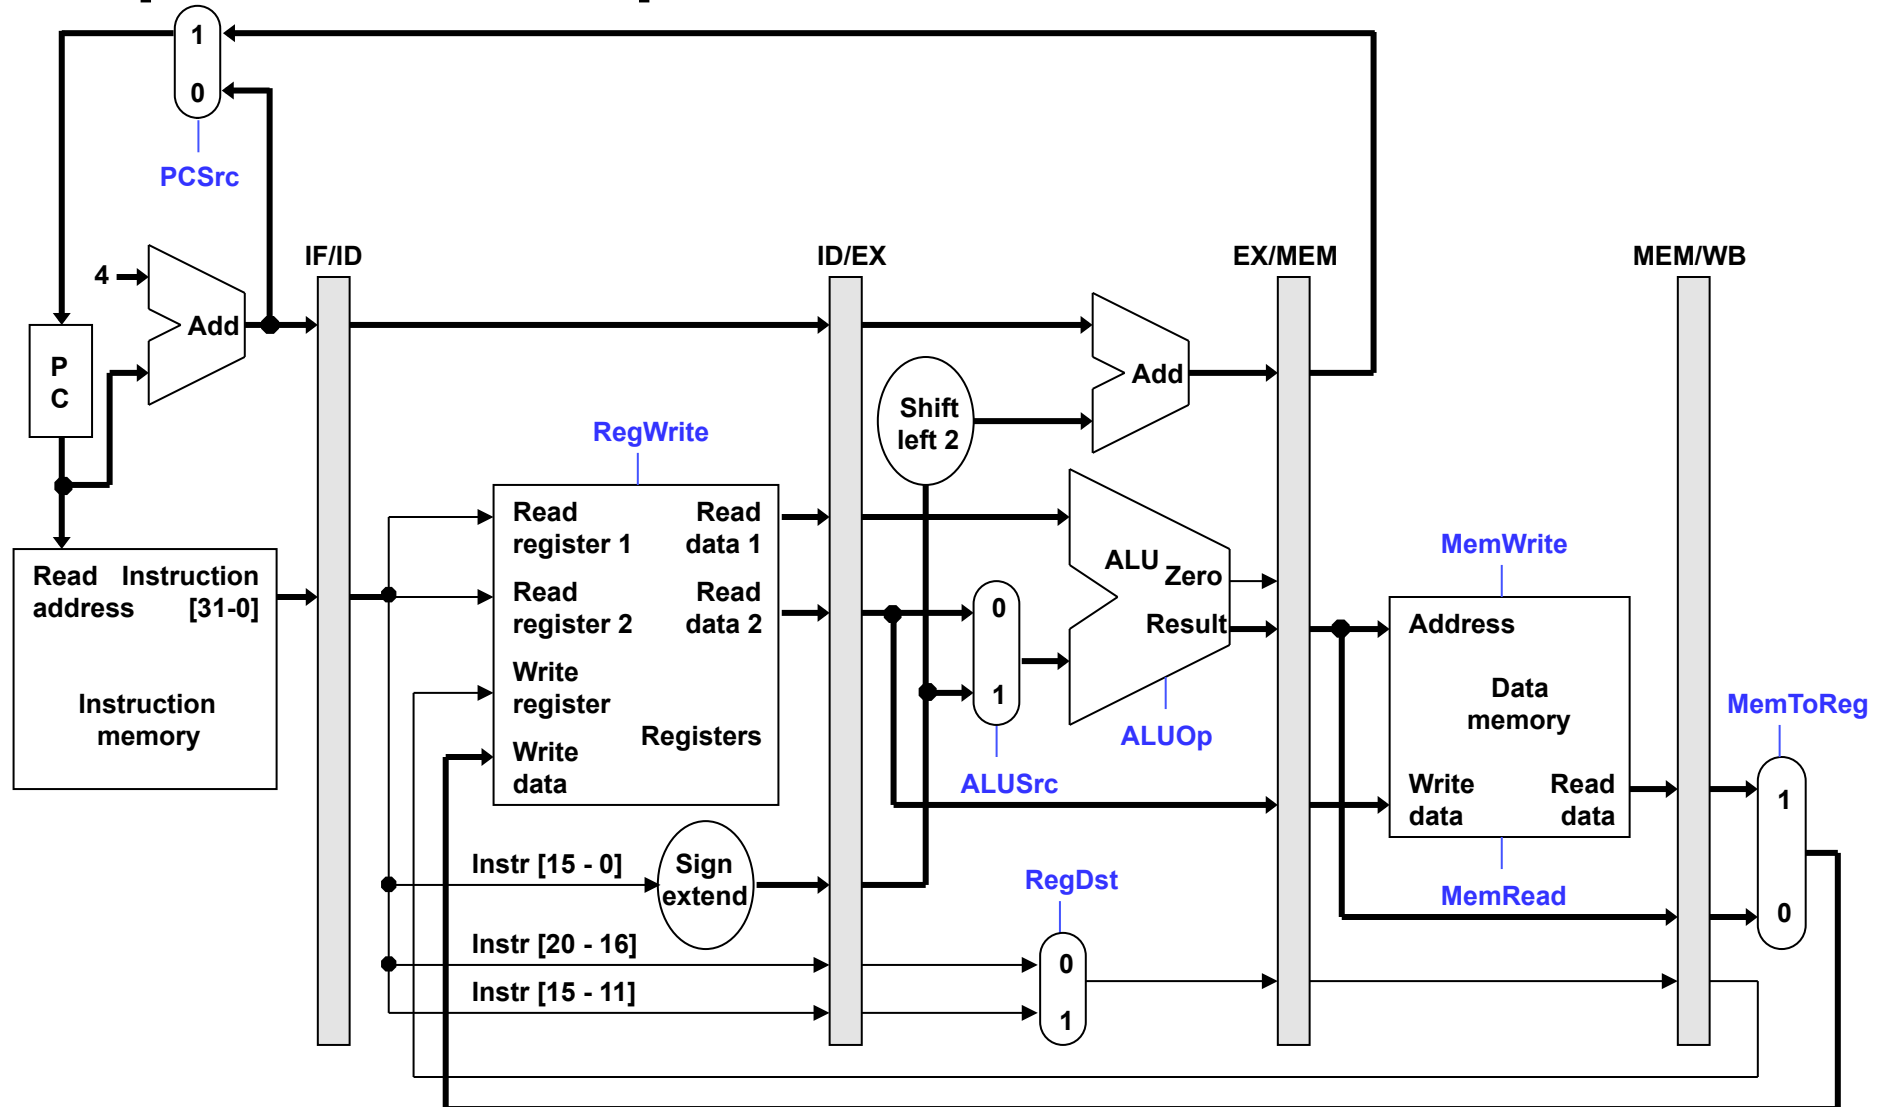 1
0
PCSrc
IF/ID
ID/EX
EX/MEM
MEM/WB
4
Add
P
C
Add
Shift
left 2
RegWrite
Read
register 1
Read
data 1
Read
register 2
Read
data 2
Write
register
Write
data
Registers
Read
address
Instruction
[31-0]
Instruction
memory
ALU
Zero
Result
ALUOp
0
1
ALUSrc
MemWrite
Address
Data
memory
Write
data
Read
data
MemRead
MemToReg
1
0
Instr [15 - 0]
Sign
extend
Instr [20 - 16]
Instr [15 - 11]
RegDst
0
1